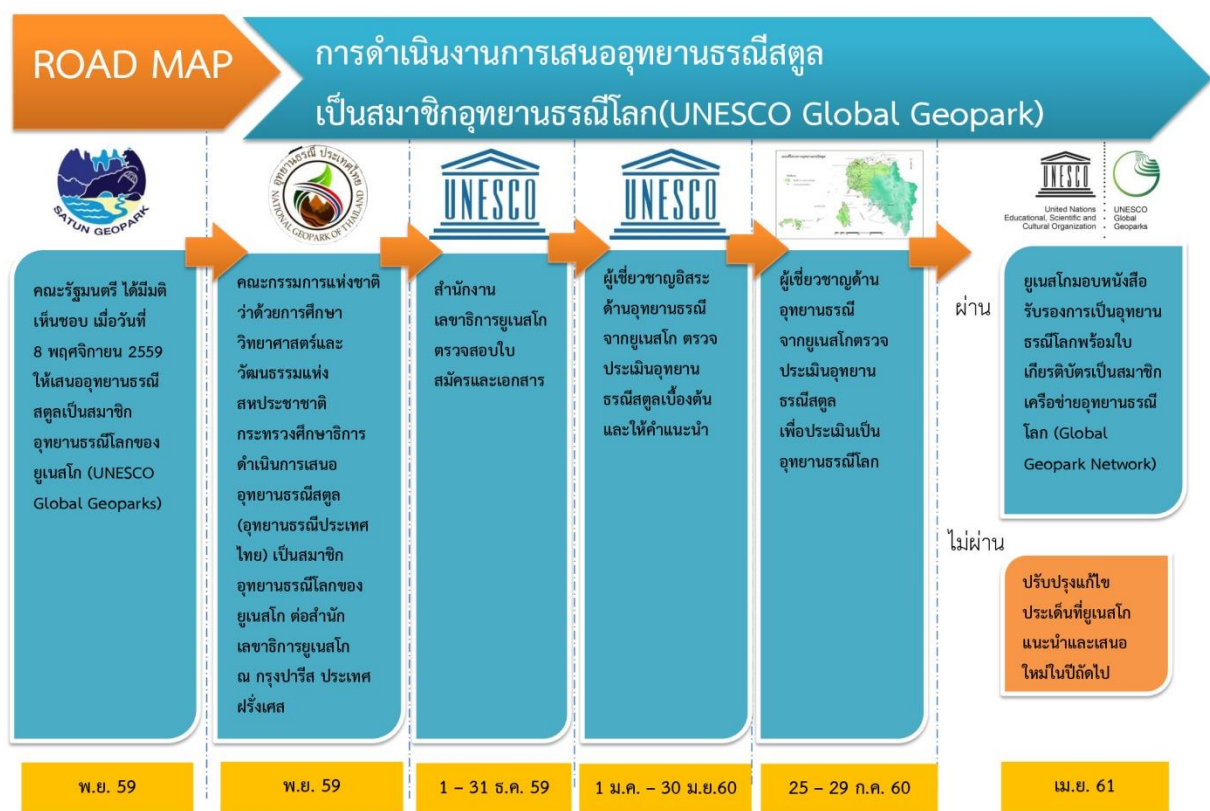 ROAD MAP
การดำเนินงานการเสนออุทยานธรณีสตูล
เป็นสมาชิกอุทยานธรณีโลก(UNESCO Global Geopark)
SATUN GEOPARK
อุทยานธรณี ประเทศไทย
NATIONAL GEOPARK OF THAILAND
UNESCO
UNESCO
UNESCO
United Nations
Educational, Scientific and
Cultural Organization
UNESCO
Global
Geoparks
คณะรัฐมนตรี ได้มีมติ
เห็นชอบ เมื่อวันที่
8 พฤศจิกายน 2559
ให้เสนออุทยานธรณี
สตูลเป็นสมาชิก
อุทยานธรณีโลกของ
ยูเนสโก (UNESCO
Global Geoparks)
พ.ย. 59
คณะกรรมการแห่งชาติ
ว่าด้วยการศึกษา
วิทยาศาสตร์และ
วัฒนธรรมแห่ง
สหประชาชาติ
กระทรวงศึกษาธิการ
ดำเนินการเสนอ
อุทยานธรณีสตูล
(อุทยานธรณีประเทศ
ไทย) เป็นสมาชิก
อุทยานธรณีโลกของ
ยูเนสโก ต่อสำนัก
เลขาธิการยูเนสโก
ณ กรุงปารีส ประเทศ
ฝรั่งเศส
พ.ย. 59
สำนักงาน
เลขาธิการยูเนสโก
ตรวจสอบใบ
สมัครและเอกสาร
1 – 31 ธ.ค. 59
ผู้เชี่ยวชาญอิสระ
ด้านอุทยานธรณี
จากยูเนสโก ตรวจ
ประเมินอุทยาน
ธรณีสตูลเบื้องต้น
และให้คำแนะนำ
1 ม.ค. – 30 มิ.ย.60
ผู้เชี่ยวชาญด้าน
อุทยานธรณี
จากยูเนสโกตรวจ
ประเมินอุทยาน
ธรณีสตูล
เพื่อประเมินเป็น
อุทยานธรณีโลก
25 – 29 ก.ค. 60
ผ่าน
ยูเนสโกมอบหนังสือ
รับรองการเป็นอุทยาน
ธรณีโลกพร้อมใบ
เกียรติบัตรเป็นสมาชิก
เครือข่ายอุทยานธรณี
โลก (Global
Geopark Network)
ไม่ผ่าน
ปรับปรุงแก้ไข
ประเด็นที่ยูเนสโก
แนะนำและเสนอ
ใหม่ในปีถัดไป
เม.ย. 61